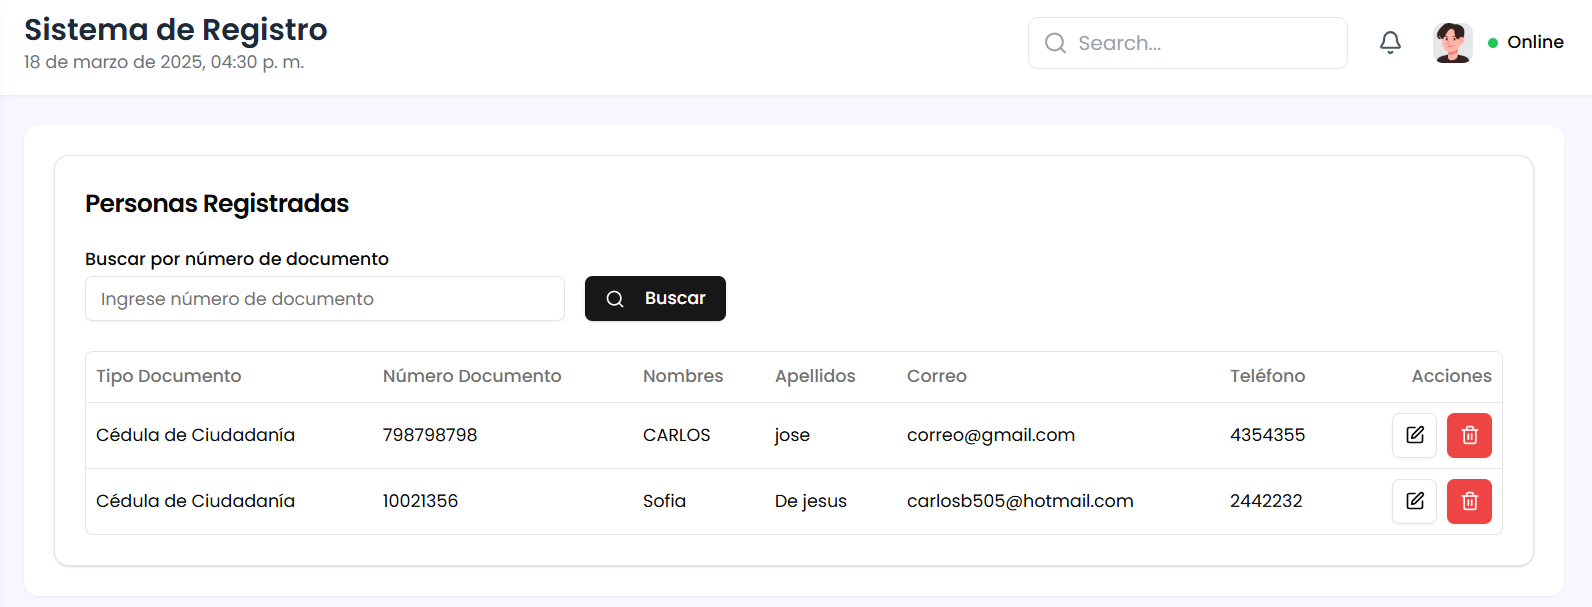 Sistema de Registro
18 de marzo de 2025, 04:30 p. m.
Search...
Online
Personas Registradas
Buscar por número de documento
Ingrese número de documento
Buscar
Tipo Documento Número Documento Nombres Apellidos Correo Teléfono Acciones
Cédula de Ciudadanía 798798798 CARLOS jose correo@gmail.com 4354355
Cédula de Ciudadanía 10021356 Sofia De jesus carlosb505@hotmail.com 2442232